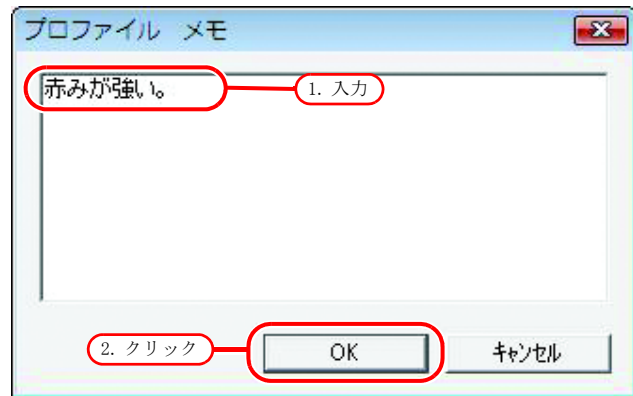 プロファイル メモ
赤みが強い。
1. 入力
2. クリック
OK
キャンセル